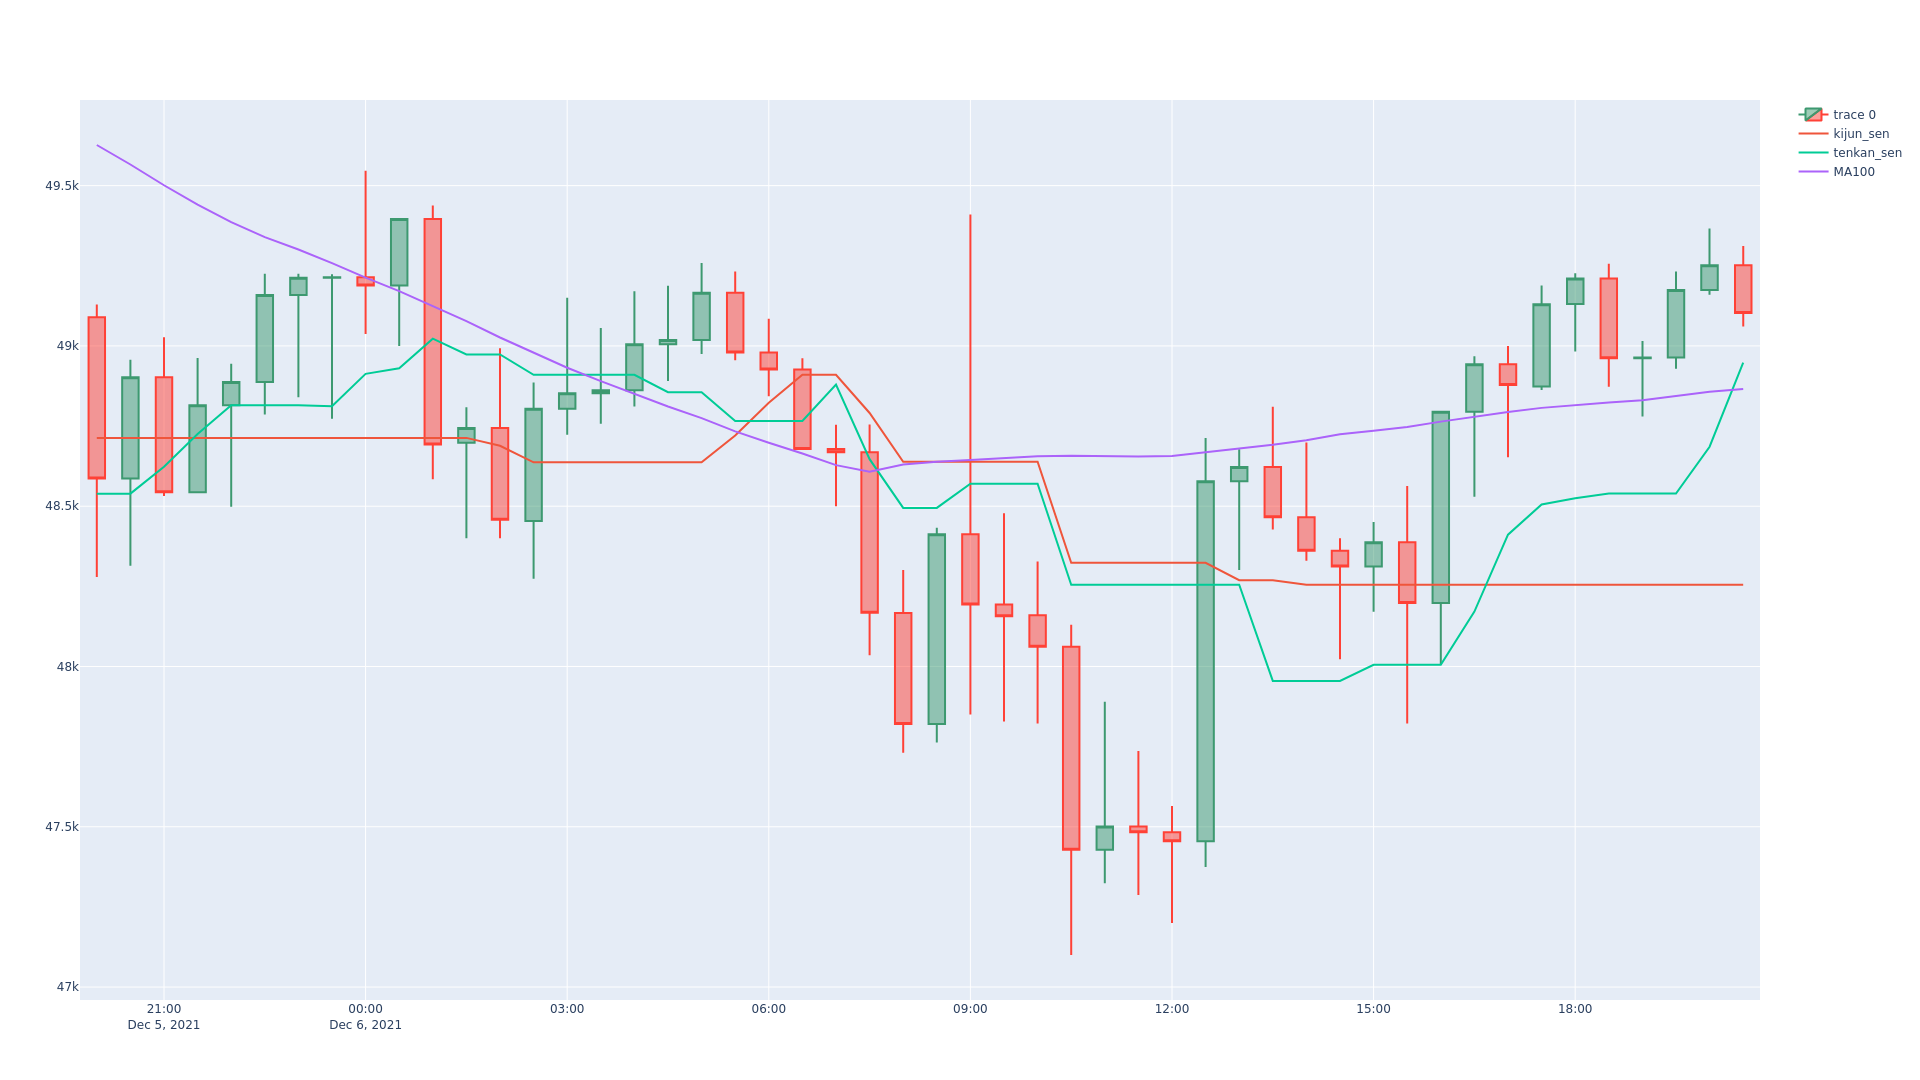 trace 0
kijun_sen
tenkan_sen
MA100
49.5k
49k
48.5k
48k
47.5k
47k
21:00 00:00 03:00 06:00 09:00 12:00 15:00 18:00
Dec 5, 2021 Dec 6, 2021